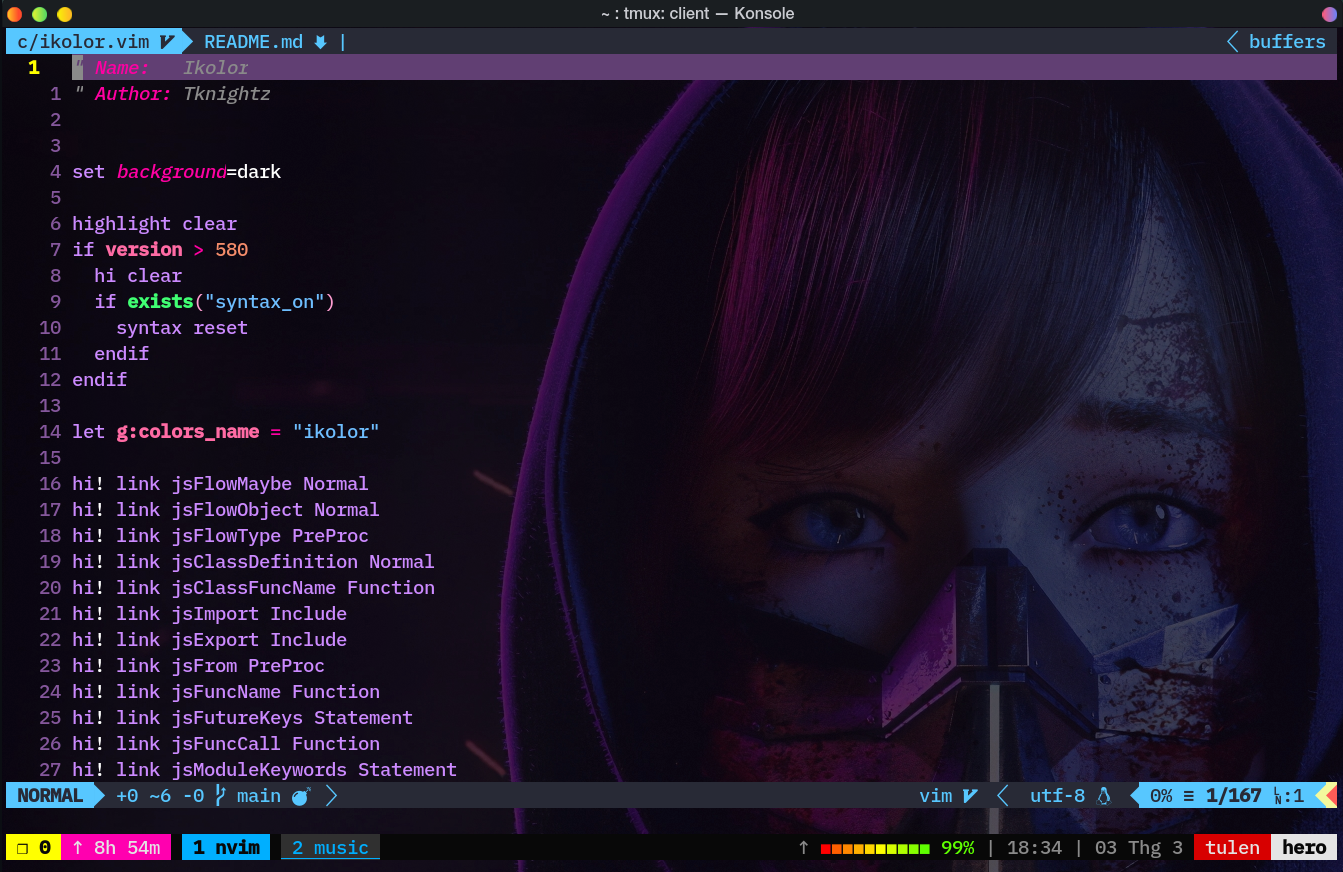 ~ : tmux: client — Konsole
c/ikolor.vim README.md | buffers
1 " Name: Ikolor
1 " Author: Tknightz
2
3
4 set background=dark
5
6 highlight clear
7 if version > 580
8 hi clear
9 if exists("syntax_on")
10 syntax reset
11 endif
12 endif
13
14 let g:colors_name = "ikolor"
15
16 hi! link jsFlowMaybe Normal
17 hi! link jsFlowObject Normal
18 hi! link jsFlowType PreProc
19 hi! link jsClassDefinition Normal
20 hi! link jsClassFuncName Function
21 hi! link jsImport Include
22 hi! link jsExport Include
23 hi! link jsFrom PreProc
24 hi! link jsFuncName Function
25 hi! link jsFutureKeys Statement
26 hi! link jsFuncCall Function
27 hi! link jsModuleKeywords Statement
NORMAL +0 ~6 -0 main vim utf-8 0% ≡ 1/167 ㏑:1
❐ 0 ↑ 8h 54m 1 nvim 2 music ↑ 99% | 18:34 | 03 Thg 3 tulen hero